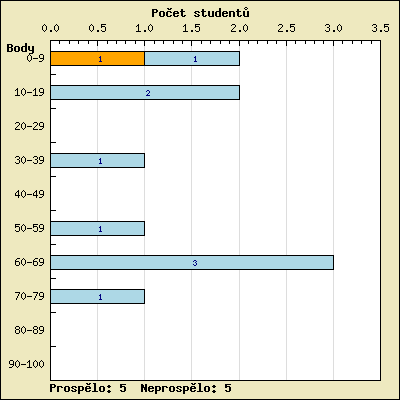 Počet studentů
0.0 0.5 1.0 1.5 2.0 2.5 3.0 3.5
Body
0-9 1 1
10-19 2
20-29
30-39 1
40-49
50-59 1
60-69 3
70-79 1
80-89
90-100
Prospělo: 5 Neprospělo: 5